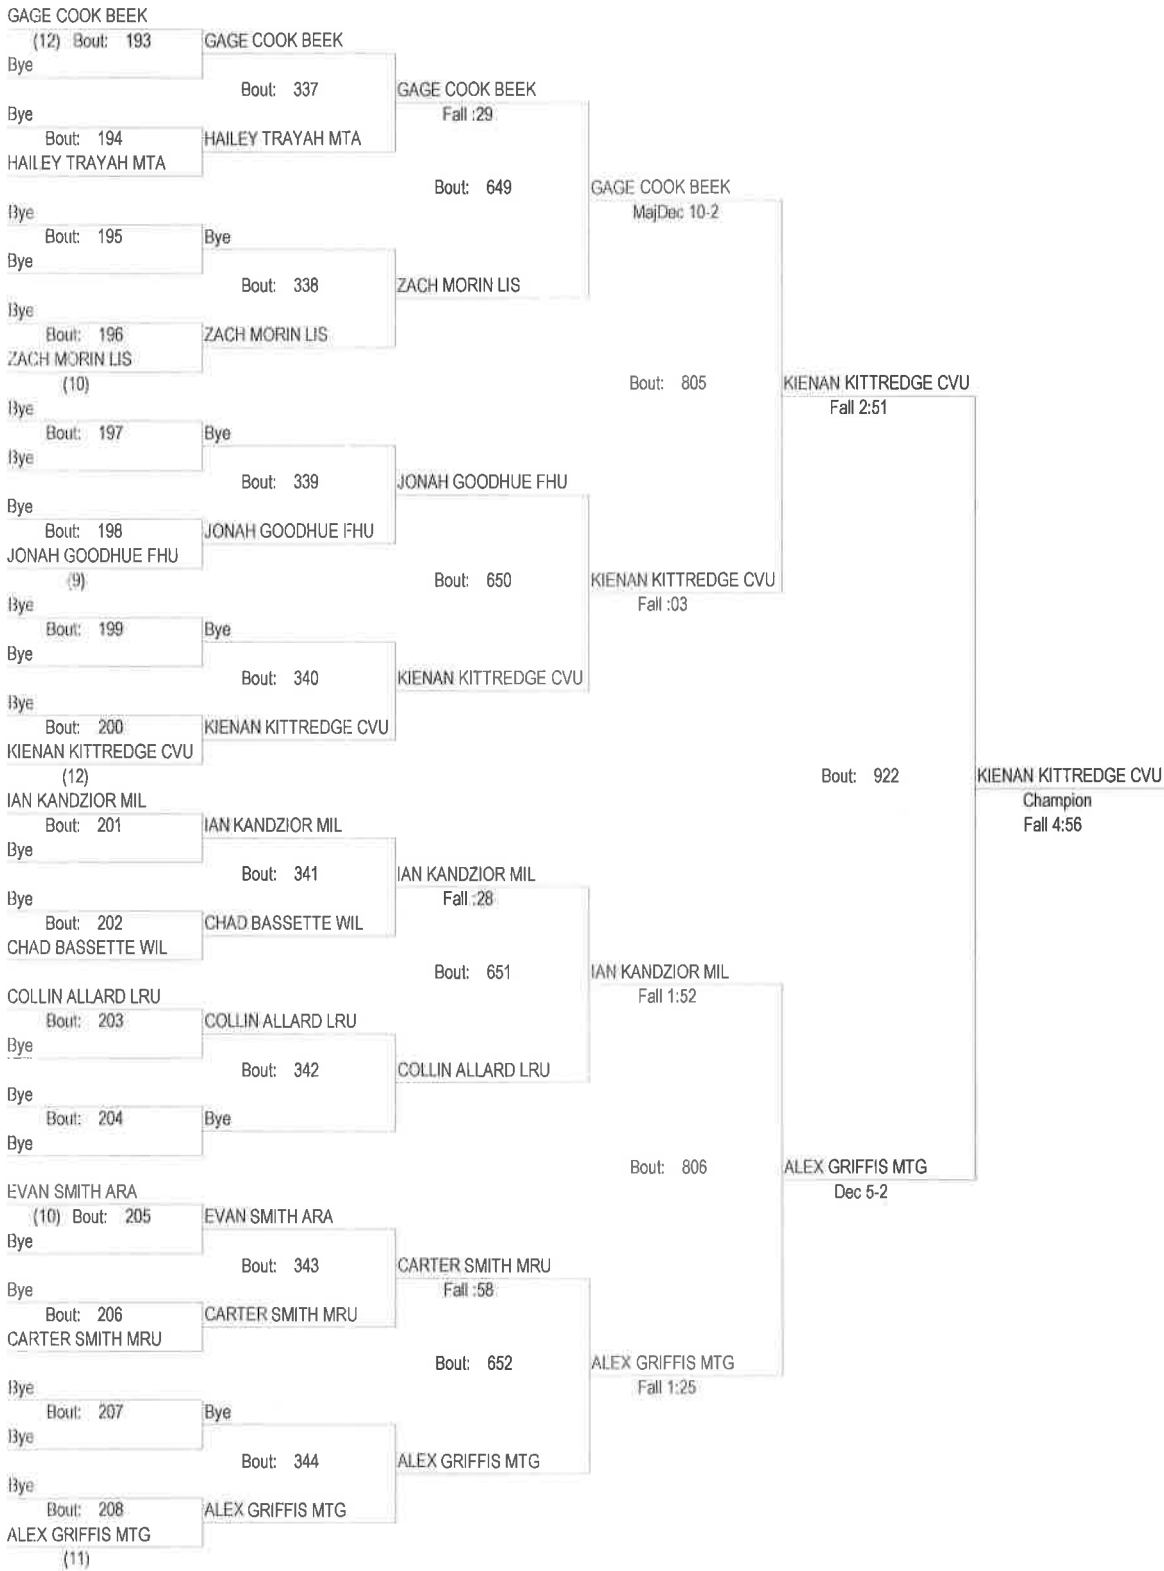 GAGE COOK BEEK
(12) Bout: 193
GAGE COOK BEEK
Bye
Bout: 337
GAGE COOK BEEK
Fall :29
Bye
Bout: 194
HAILEY TRAYAH MTA
HAILEY TRAYAH MTA
Bout: 649
GAGE COOK BEEK
MajDec 10-2
Bye
Bout: 195
Bye
Bye
Bout: 338
ZACH MORIN LIS
Bye
Bout: 196
ZACH MORIN LIS
ZACH MORIN LIS
(10)
Bout: 805
KIENAN KITTREDGE CVU
Fall 2:51
Bye
Bout: 197
Bye
Bye
Bout: 339
JONAH GOODHUE FHU
Bye
Bout: 198
JONAH GOODHUE FHU
JONAH GOODHUE FHU
(9)
Bout: 650
KIENAN KITTREDGE CVU
Fall :03
Bye
Bout: 199
Bye
Bye
Bout: 340
KIENAN KITTREDGE CVU
Bye
Bout: 200
KIENAN KITTREDGE CVU
KIENAN KITTREDGE CVU
(12)
Bout: 922
KIENAN KITTREDGE CVU
Champion
Fall 4:56
IAN KANDZIOR MIL
Bout: 201
IAN KANDZIOR MIL
Bye
Bout: 341
IAN KANDZIOR MIL
Fall :28
Bye
Bout: 202
CHAD BASSETTE WIL
CHAD BASSETTE WIL
Bout: 651
IAN KANDZIOR MIL
Fall 1:52
COLLIN ALLARD LRU
Bout: 203
COLLIN ALLARD LRU
Bye
Bout: 342
COLLIN ALLARD LRU
Bye
Bout: 204
Bye
Bye
Bout: 806
ALEX GRIFFIS MTG
Dec 5-2
EVAN SMITH ARA
(10) Bout: 205
EVAN SMITH ARA
Bye
Bout: 343
CARTER SMITH MRU
Fall :58
Bye
Bout: 206
CARTER SMITH MRU
CARTER SMITH MRU
Bout: 652
ALEX GRIFFIS MTG
Fall 1:25
Bye
Bout: 207
Bye
Bye
Bout: 344
ALEX GRIFFIS MTG
Bye
Bout: 208
ALEX GRIFFIS MTG
ALEX GRIFFIS MTG
(11)